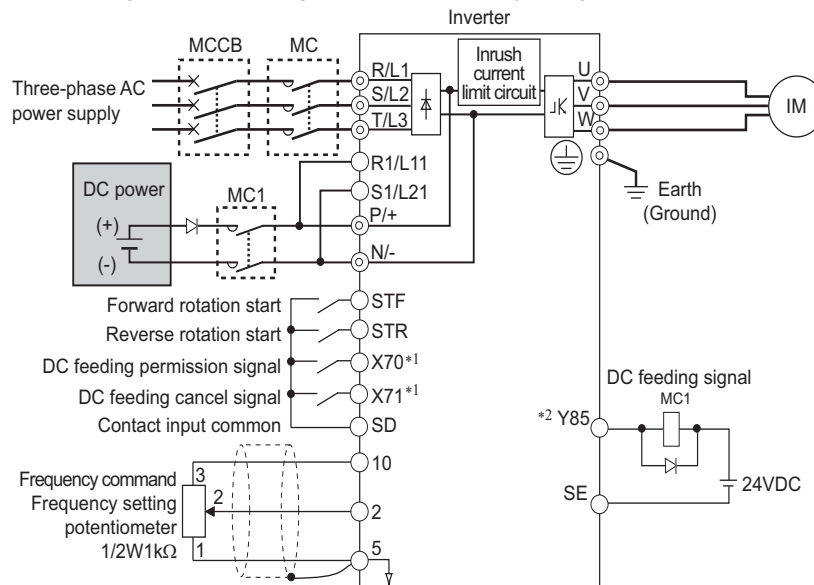 Inverter
MCCB
MC
Three-phase AC
power supply
R/L1
S/L2
T/L3
Inrush
current
limit circuit
U
V
W
IM
Earth
(Ground)
R1/L11
S1/L21
P/+
N/-
DC power
(+)
(-)
MC1
Forward rotation start
STF
Reverse rotation start
STR
DC feeding permission signal
X70*1
DC feeding cancel signal
X71*1
Contact input common
SD
DC feeding signal
MC1
*2 Y85
SE
24VDC
Frequency command
Frequency setting
potentiometer
1/2W1kΩ
3
2
1
10
2
5